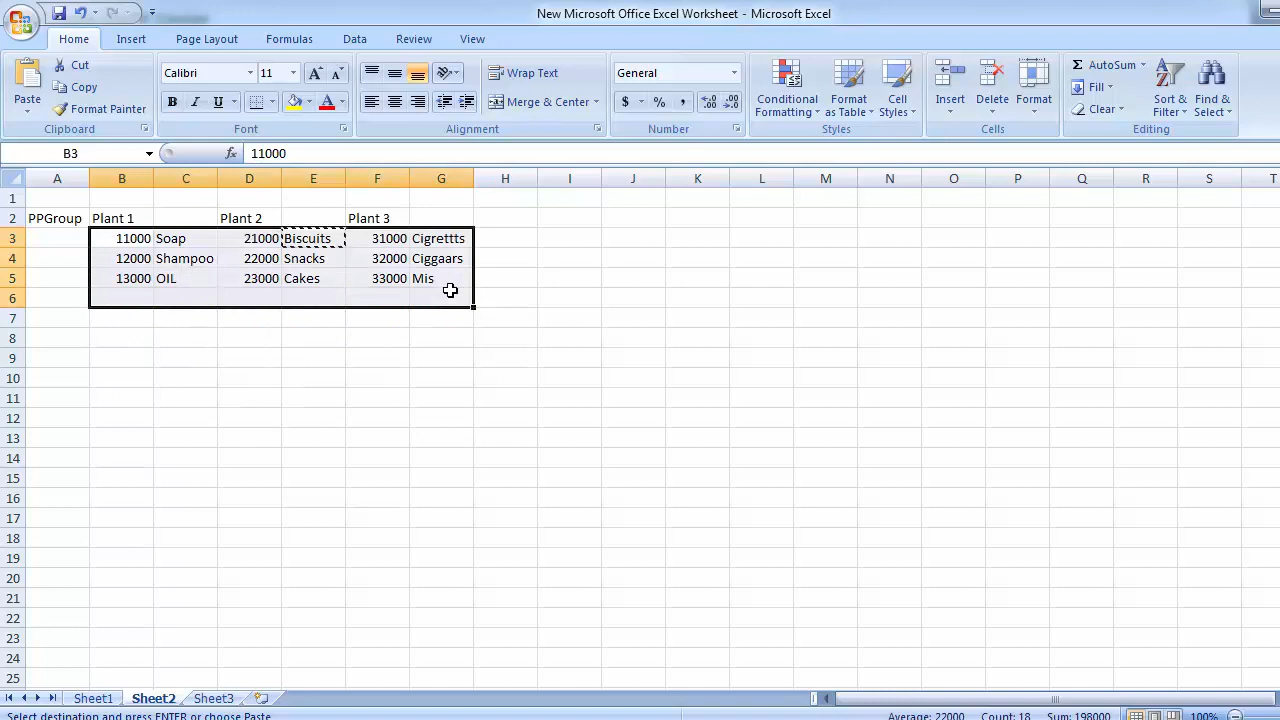 New Microsoft Office Excel Worksheet - Microsoft Excel
Home Insert Page Layout Formulas Data Review View
Paste
Cut
Copy
Format Painter
Clipboard
Calibri 11
B I U
Font
Wrap Text
Merge & Center
Alignment
General
$ % ,
Number
Conditional Formatting
Format as Table
Cell Styles
Styles
Insert Delete Format
Cells
AutoSum
Fill
Clear
Sort & Filter
Find & Select
Editing
B3 fx 11000
A B C D E F G H I J K L M N O P Q R S T
1
2 PPGroup Plant 1 Plant 2 Plant 3
3 11000 Soap 21000 Biscuits 31000 Cigrettts
4 12000 Shampoo 22000 Snacks 32000 Ciggaars
5 13000 OIL 23000 Cakes 33000 Mis
6
7
8
9
10
11
12
13
14
15
16
17
18
19
20
21
22
23
24
25
Sheet1 Sheet2 Sheet3
Select destination and press ENTER or choose Paste Average: 22000 Count: 18 Sum: 198000 100%